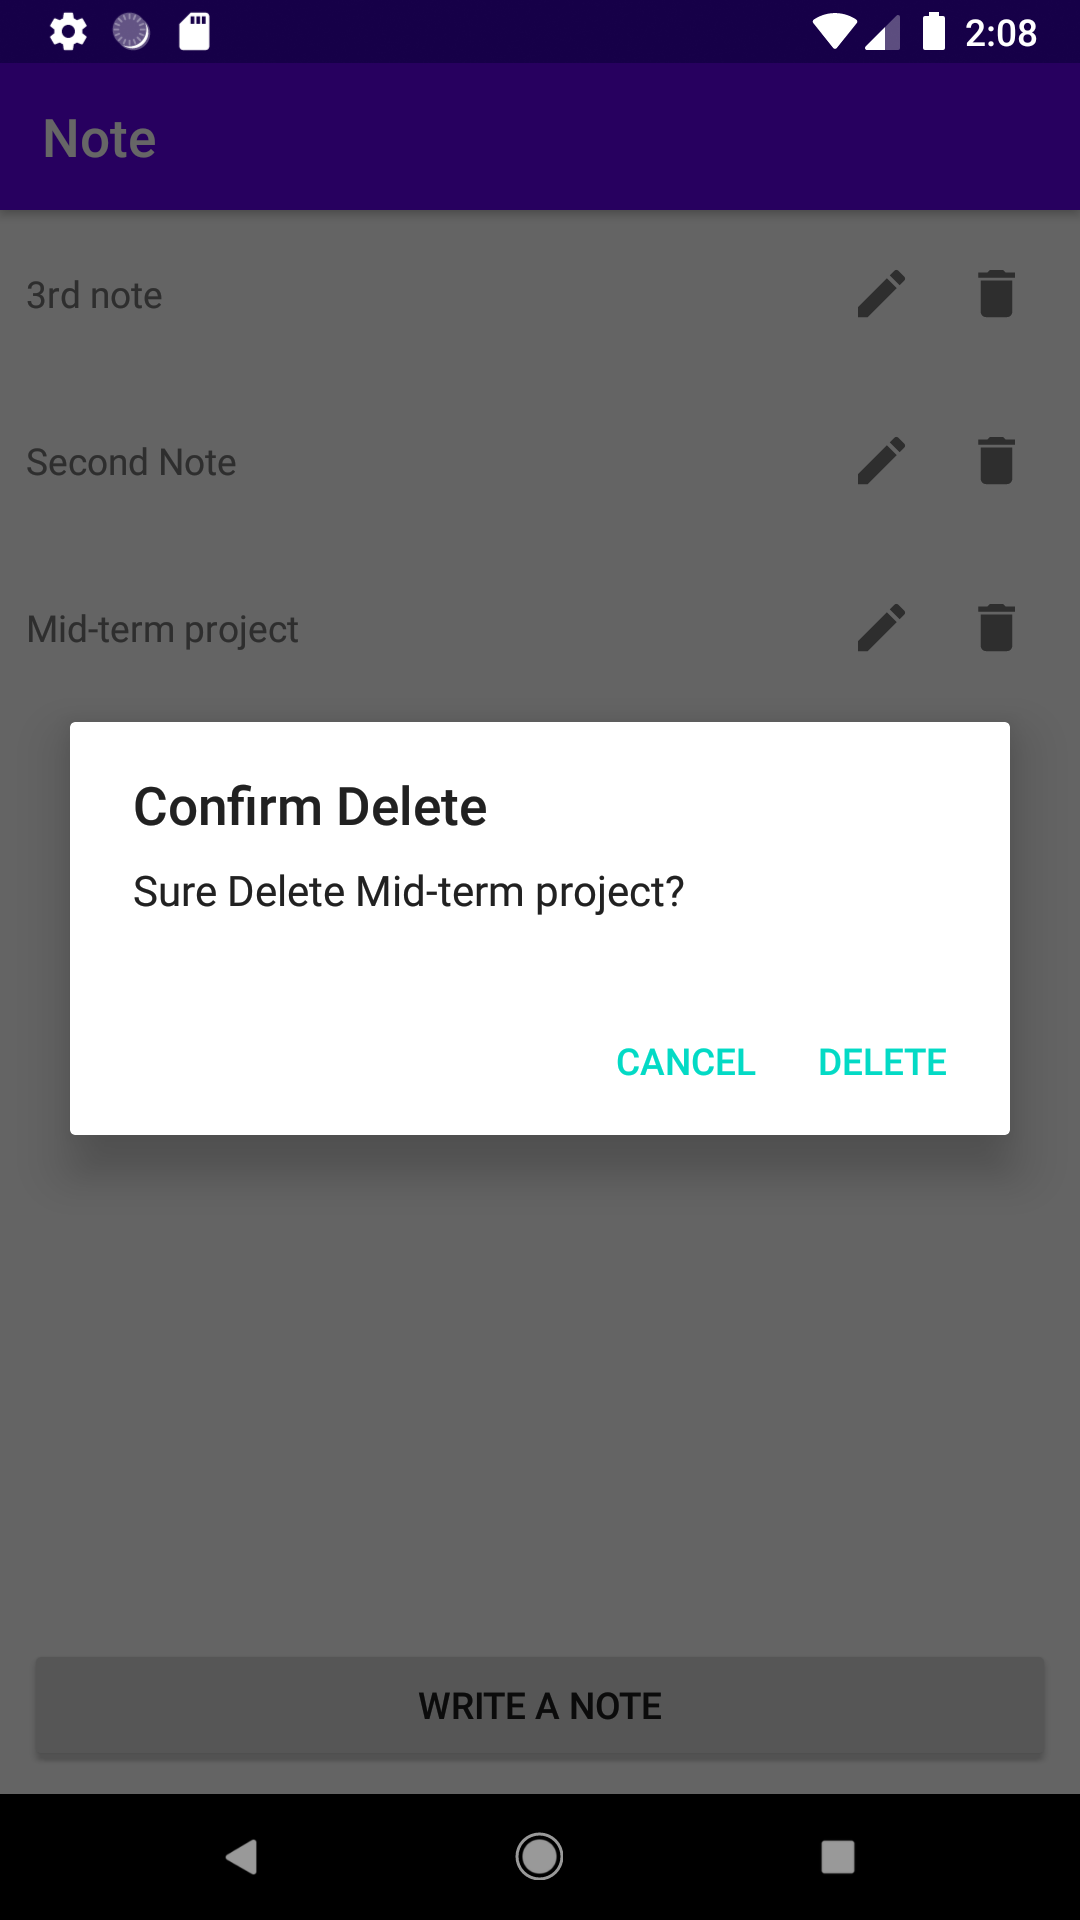 2:08
Note
3rd note
Second Note
Mid-term project
Confirm Delete
Sure Delete Mid-term project?
CANCEL DELETE
WRITE A NOTE